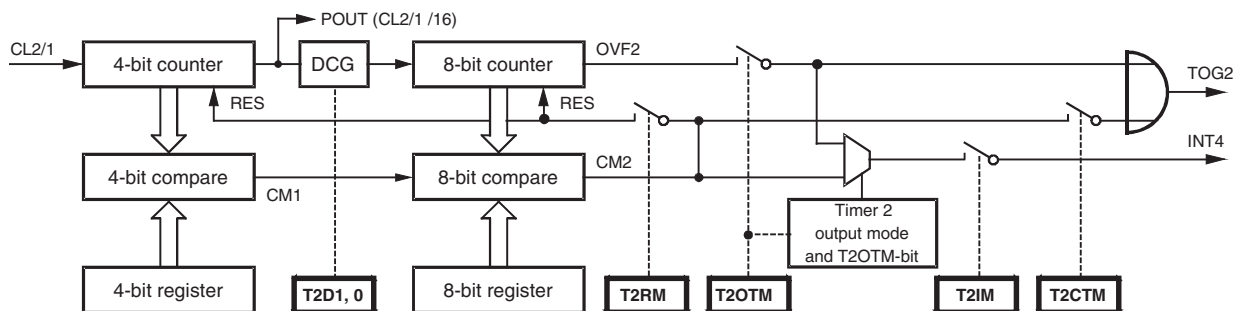 POUT (CL2/1 /16)
CL2/1
4-bit counter
DCG
8-bit counter
OVF2
TOG2
RES
RES
INT4
4-bit compare
CM1
8-bit compare
CM2
Timer 2
output mode
and T2OTM-bit
4-bit register
T2D1, 0
8-bit register
T2RM
T2OTM
T2IM
T2CTM